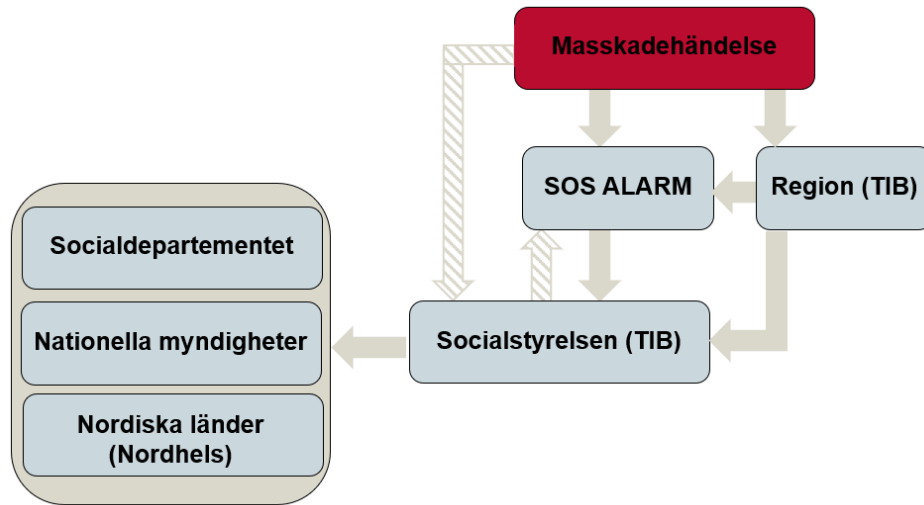 Masskadehändelse
SOS ALARM
Region (TIB)
Socialdepartementet
Nationella myndigheter
Socialstyrelsen (TIB)
Nordiska länder
(Nordhels)